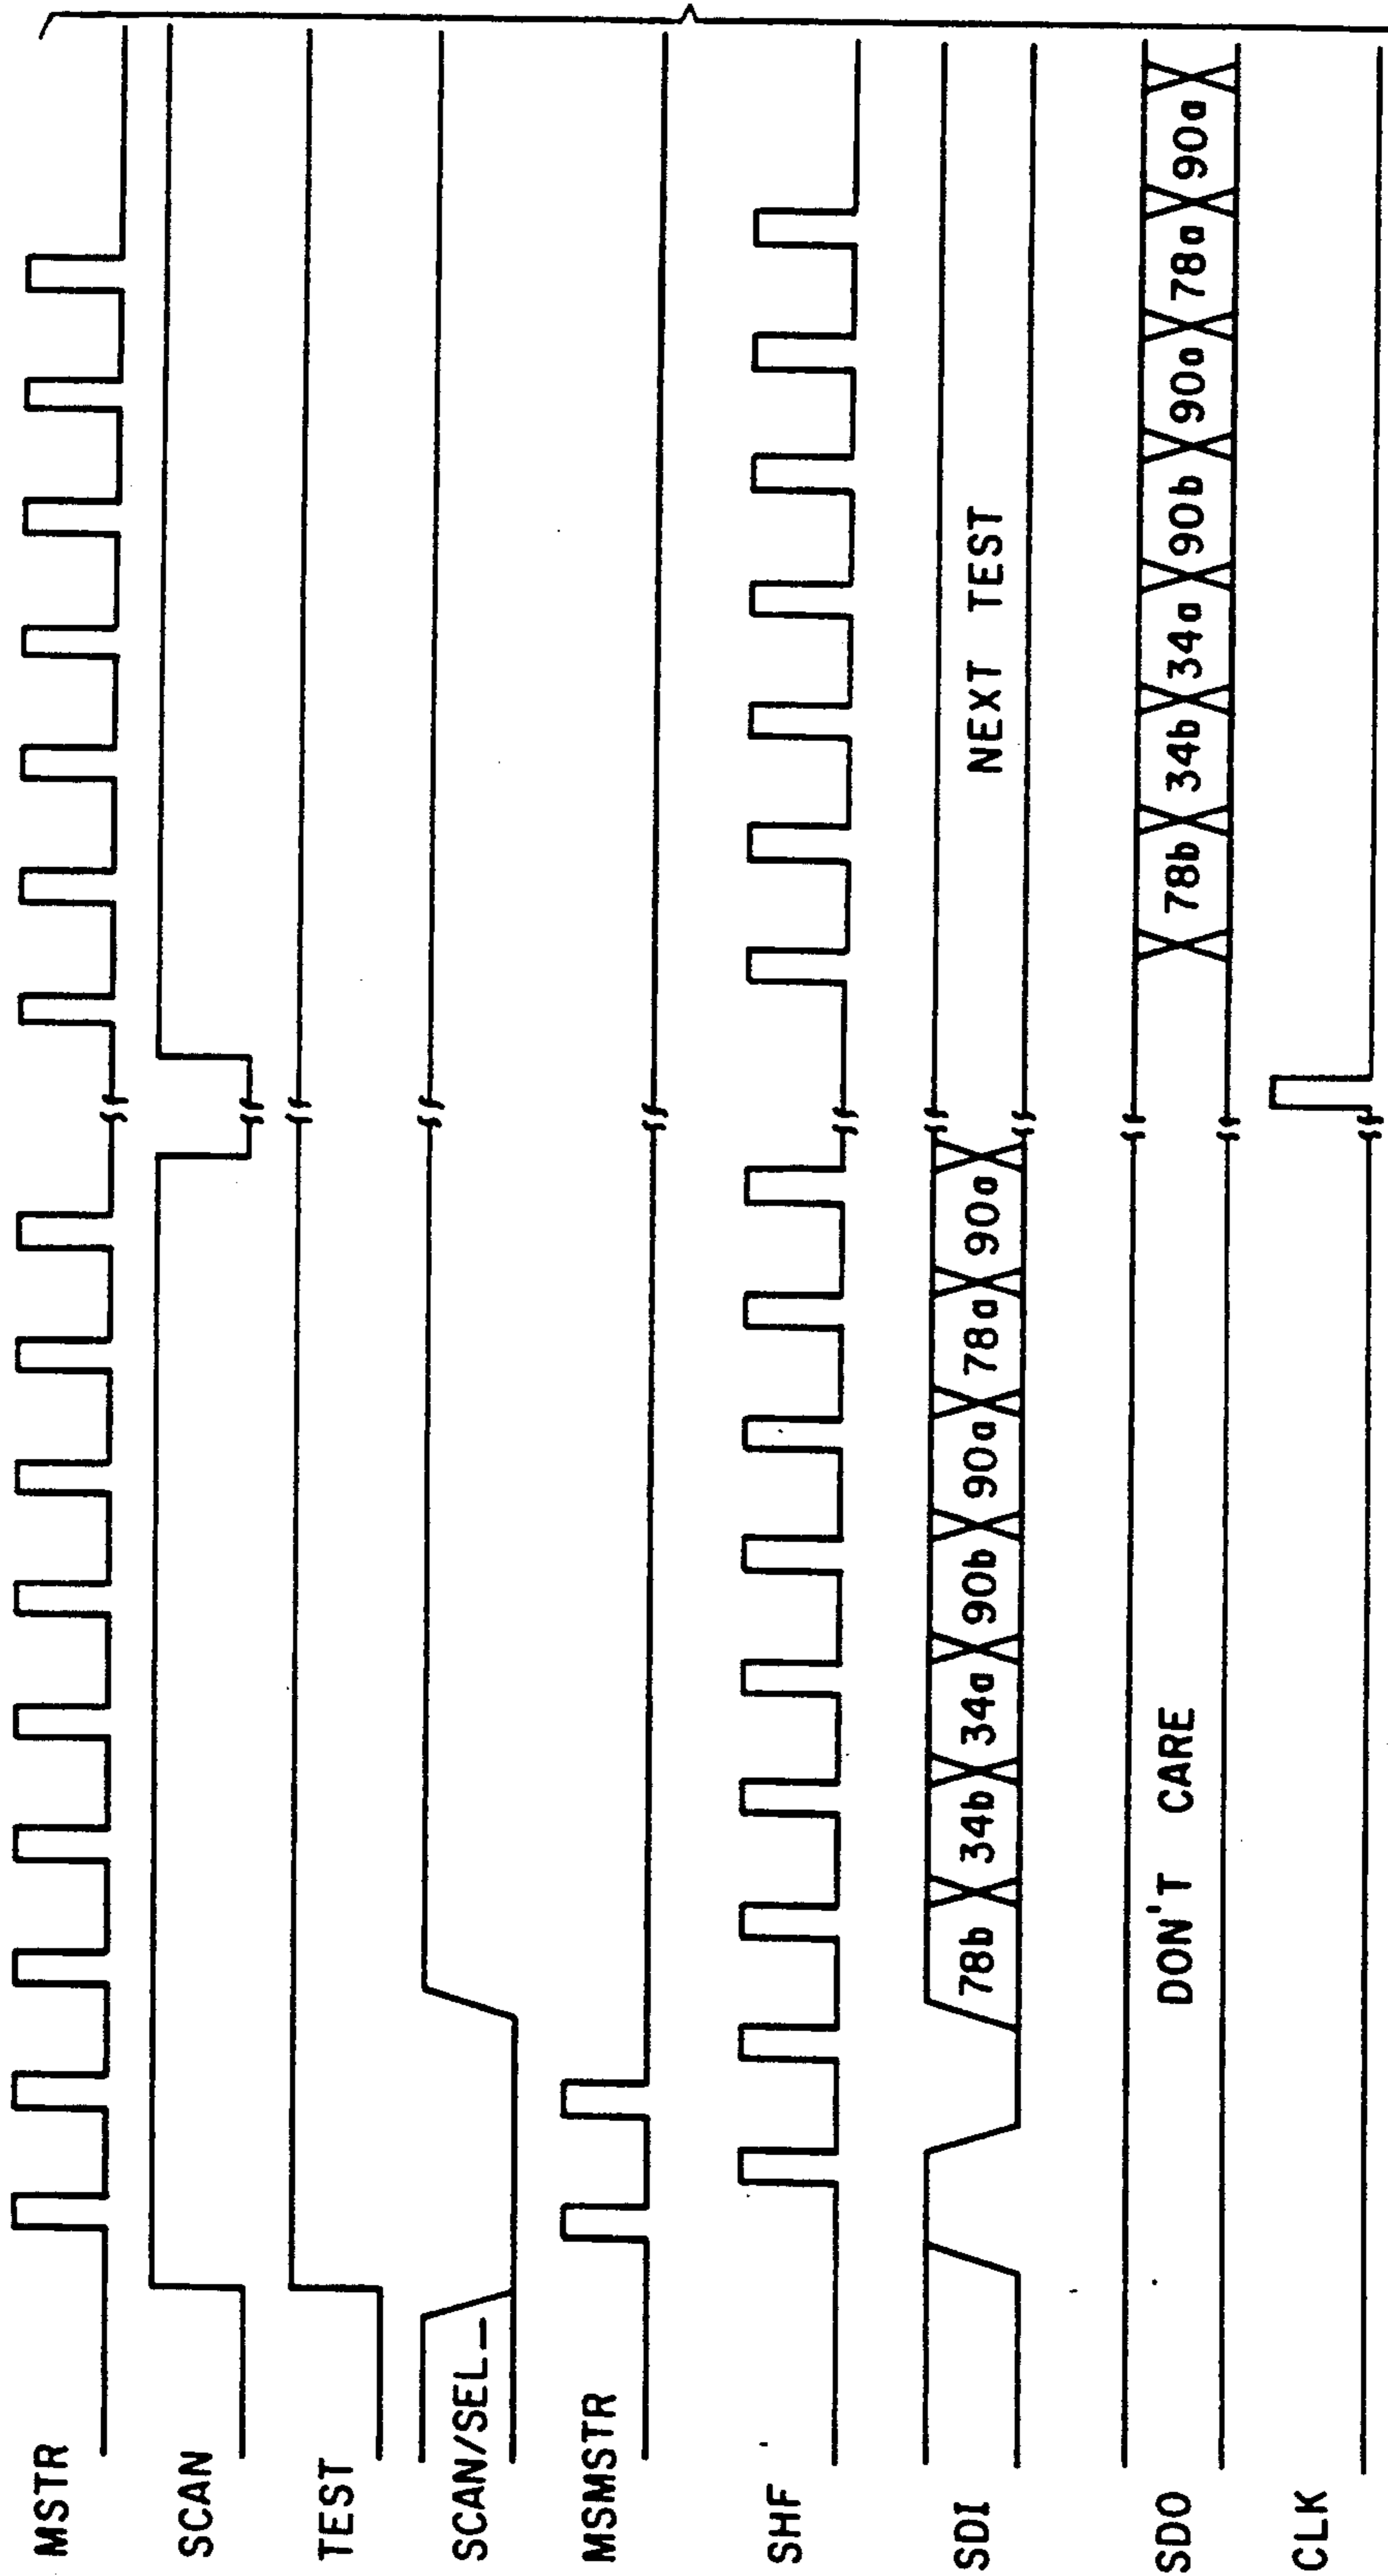 MSTR
SCAN
TEST
SCAN/SEL_
MSMSTR
SHF
SDI 78b 34b 34a 90b 90a 78a 90a NEXT TEST
SDO DON'T CARE 78b 34b 34a 90b 90a 78a 90a
CLK